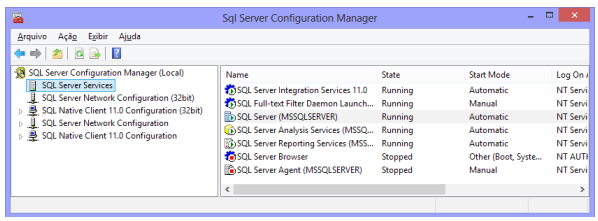 Sql Server Configuration Manager
Arquivo Ação Exibir Ajuda
SQL Server Configuration Manager (Local)
SQL Server Services
SQL Server Network Configuration (32bit)
SQL Native Client 11.0 Configuration (32bit)
SQL Server Network Configuration
SQL Native Client 11.0 Configuration
Name State Start Mode Log On A
SQL Server Integration Services 11.0 Running Automatic NT Servi
SQL Full-text Filter Daemon Launch... Running Manual NT Servi
SQL Server (MSSQLSERVER) Running Automatic NT Servi
SQL Server Analysis Services (MSSQ... Running Automatic NT Servi
SQL Server Reporting Services (MSS... Running Automatic NT Servi
SQL Server Browser Stopped Other (Boot, Syste... NT AUTH
SQL Server Agent (MSSQLSERVER) Stopped Manual NT Servi